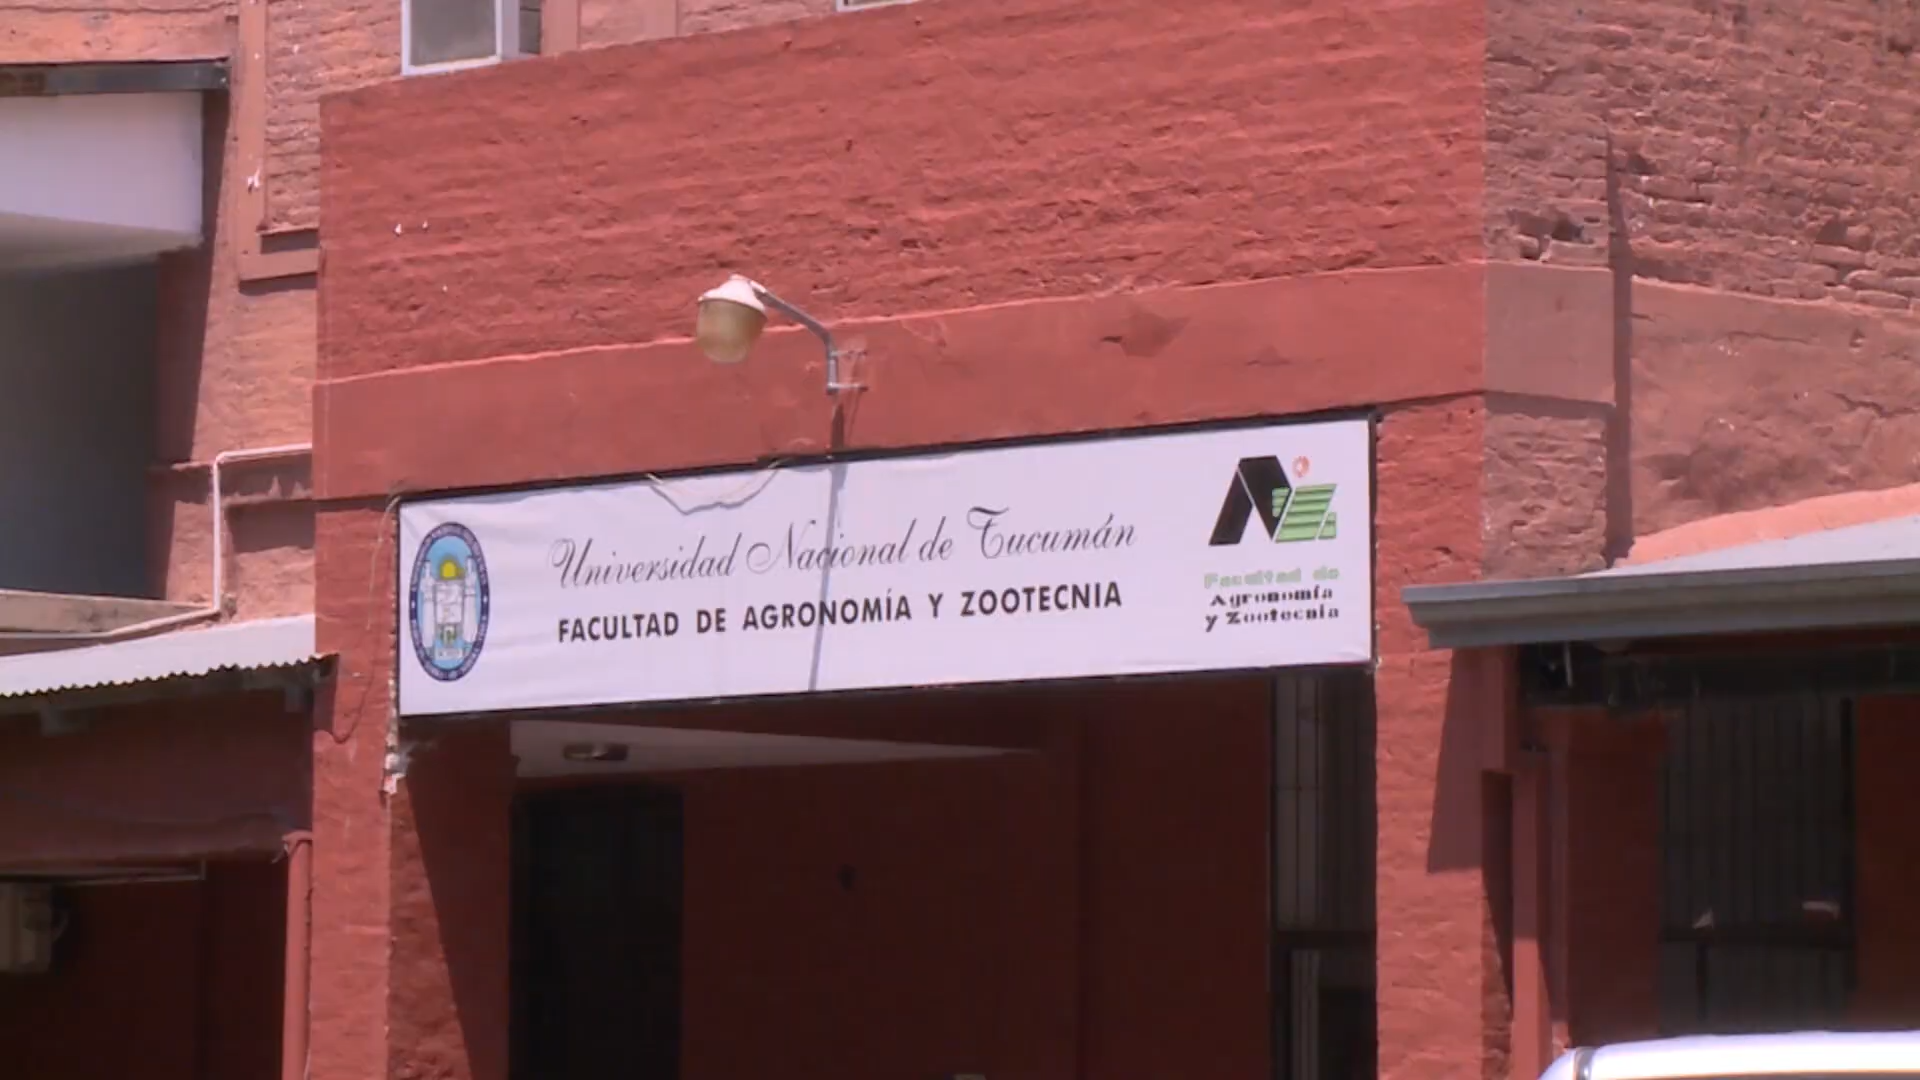 Universidad Nacional de Tucumán
FACULTAD DE AGRONOMÍA Y ZOOTECNIA
Facultad de
Agronomía
y Zootecnia